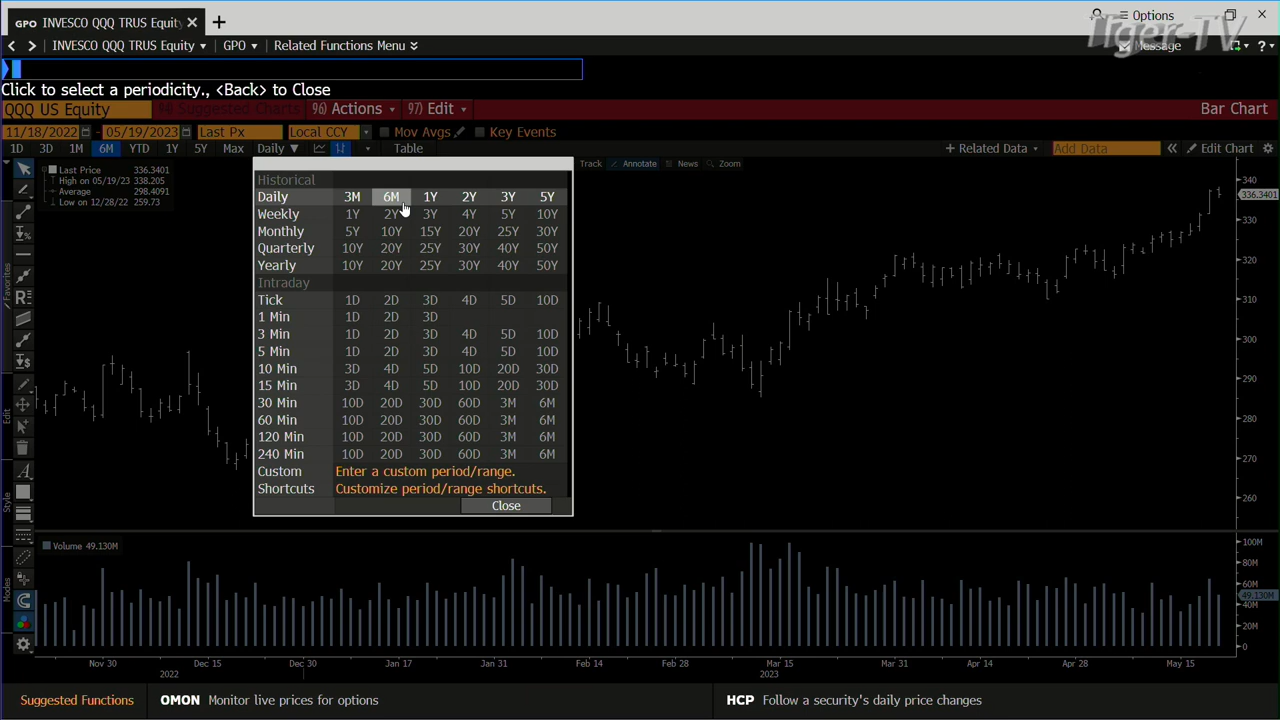 GPO INVESCO QQQ TRUS Equity
Options
INVESCO QQQ TRUS Equity GPO Related Functions Menu
Message
Tiger-TV
Click to select a periodicity., <Back> to Close
QQQ US Equity 96) Suggested Charts 96) Actions 97) Edit Bar Chart
11/18/2022 - 05/19/2023 Last Px Local CCY Mov Avgs Key Events
1D 3D 1M 6M YTD 1Y 5Y Max Daily ▼ Table + Related Data Add Data Edit Chart
Track Annotate News Zoom
Last Price 336.3401
High on 05/19/23 338.205
Average 298.4091
Low on 12/28/22 259.73
Historical
Daily 3M 6M 1Y 2Y 3Y 5Y
Weekly 1Y 2Y 3Y 4Y 5Y 10Y
Monthly 5Y 10Y 15Y 20Y 25Y 30Y
Quarterly 10Y 20Y 25Y 30Y 40Y 50Y
Yearly 10Y 20Y 25Y 30Y 40Y 50Y
Intraday
Tick 1D 2D 3D 4D 5D 10D
1 Min 1D 2D 3D
3 Min 1D 2D 3D 4D 5D 10D
5 Min 1D 2D 3D 4D 5D 10D
10 Min 3D 4D 5D 10D 20D 30D
15 Min 3D 4D 5D 10D 20D 30D
30 Min 10D 20D 30D 60D 3M 6M
60 Min 10D 20D 30D 60D 3M 6M
120 Min 10D 20D 30D 60D 3M 6M
240 Min 10D 20D 30D 60D 3M 6M
Custom Enter a custom period/range.
Shortcuts Customize period/range shortcuts.
Close
340
336.3401
330
320
310
300
290
280
270
260
Favorites
Edit
Style
Modes
Volume 49.130M
100M
80M
60M
49.130M
40M
20M
0
Nov 30 Dec 15 Dec 30 Jan 17 Jan 31 Feb 14 Feb 28 Mar 15 Mar 31 Apr 14 Apr 28 May 15
2022 2023
Suggested Functions OMON Monitor live prices for options HCP Follow a security's daily price changes